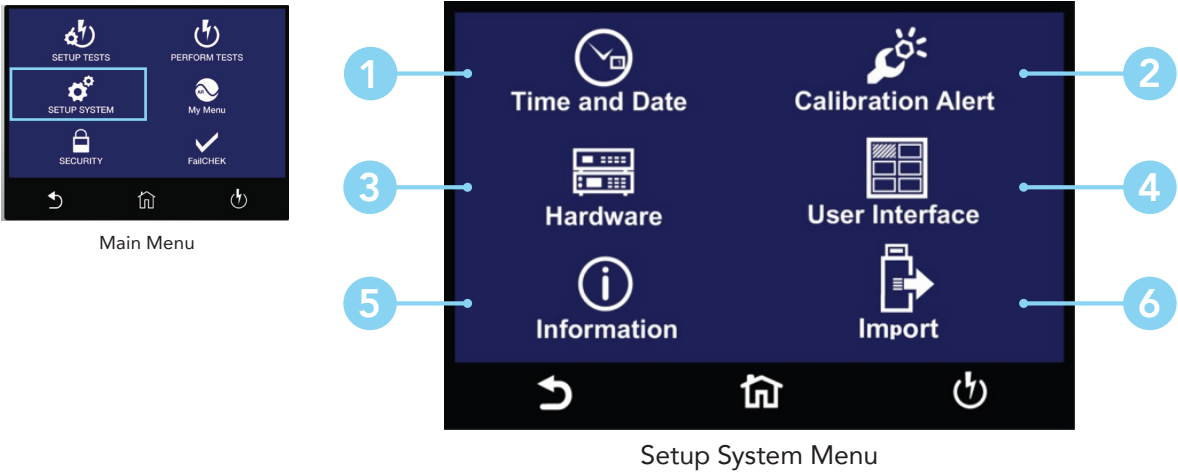 SETUP TESTS
PERFORM TESTS
SETUP SYSTEM
AR
My Menu
SECURITY
FailCHEK
Main Menu
1
Time and Date
2
Calibration Alert
3
Hardware
4
User Interface
5
Information
6
Import
Setup System Menu